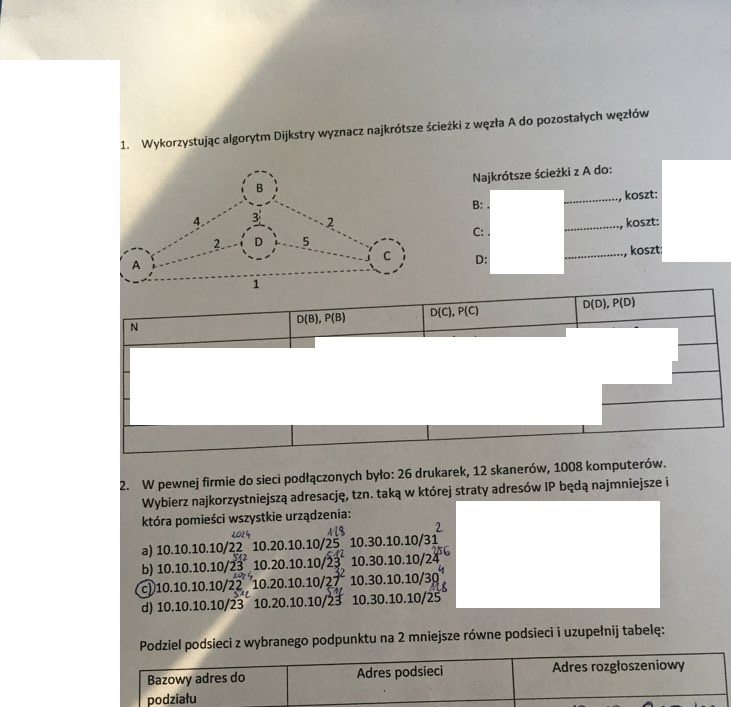 1. Wykorzystując algorytm Dijkstry wyznacz najkrótsze ścieżki z węzła A do pozostałych węzłów
Najkrótsze ścieżki z A do:
B: ................, koszt:
C: ................, koszt:
D: ................, koszt:
B
4
3
2
2
D
5
A
C
1
N
D(B), P(B)
D(C), P(C)
D(D), P(D)
2. W pewnej firmie do sieci podłączonych było: 26 drukarek, 12 skanerów, 1008 komputerów.
Wybierz najkorzystniejszą adresację, tzn. taką w której straty adresów IP będą najmniejsze i
która pomieści wszystkie urządzenia:
2024 128 2
a) 10.10.10.10/22 10.20.10.10/25 10.30.10.10/31
512 512 256
b) 10.10.10.10/23 10.20.10.10/23 10.30.10.10/24
2024 32 4
c) 10.10.10.10/22 10.20.10.10/27 10.30.10.10/30
512 512 128
d) 10.10.10.10/23 10.20.10.10/23 10.30.10.10/25
Podziel podsieci z wybranego podpunktu na 2 mniejsze równe podsieci i uzupełnij tabelę:
Bazowy adres do
podziału
Adres podsieci
Adres rozgłoszeniowy